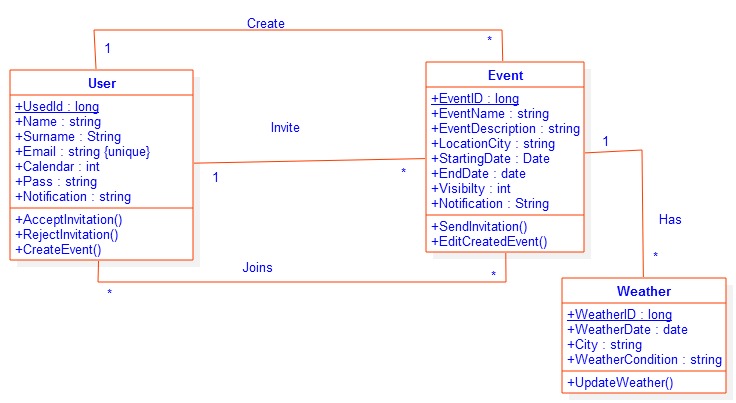 Create
1
*
User
+UsedId : long
+Name : string
+Surname : String
+Email : string {unique}
+Calendar : int
+Pass : string
+Notification : string
+AcceptInvitation()
+RejectInvitation()
+CreateEvent()
Invite
1
*
Event
+EventID : long
+EventName : string
+EventDescription : string
+LocationCity : string
+StartingDate : Date
+EndDate : date
+Visibilty : int
+Notification : String
+SendInvitation()
+EditCreatedEvent()
Joins
*
*
1
Has
*
Weather
+WeatherID : long
+WeatherDate : date
+City : string
+WeatherCondition : string
+UpdateWeather()